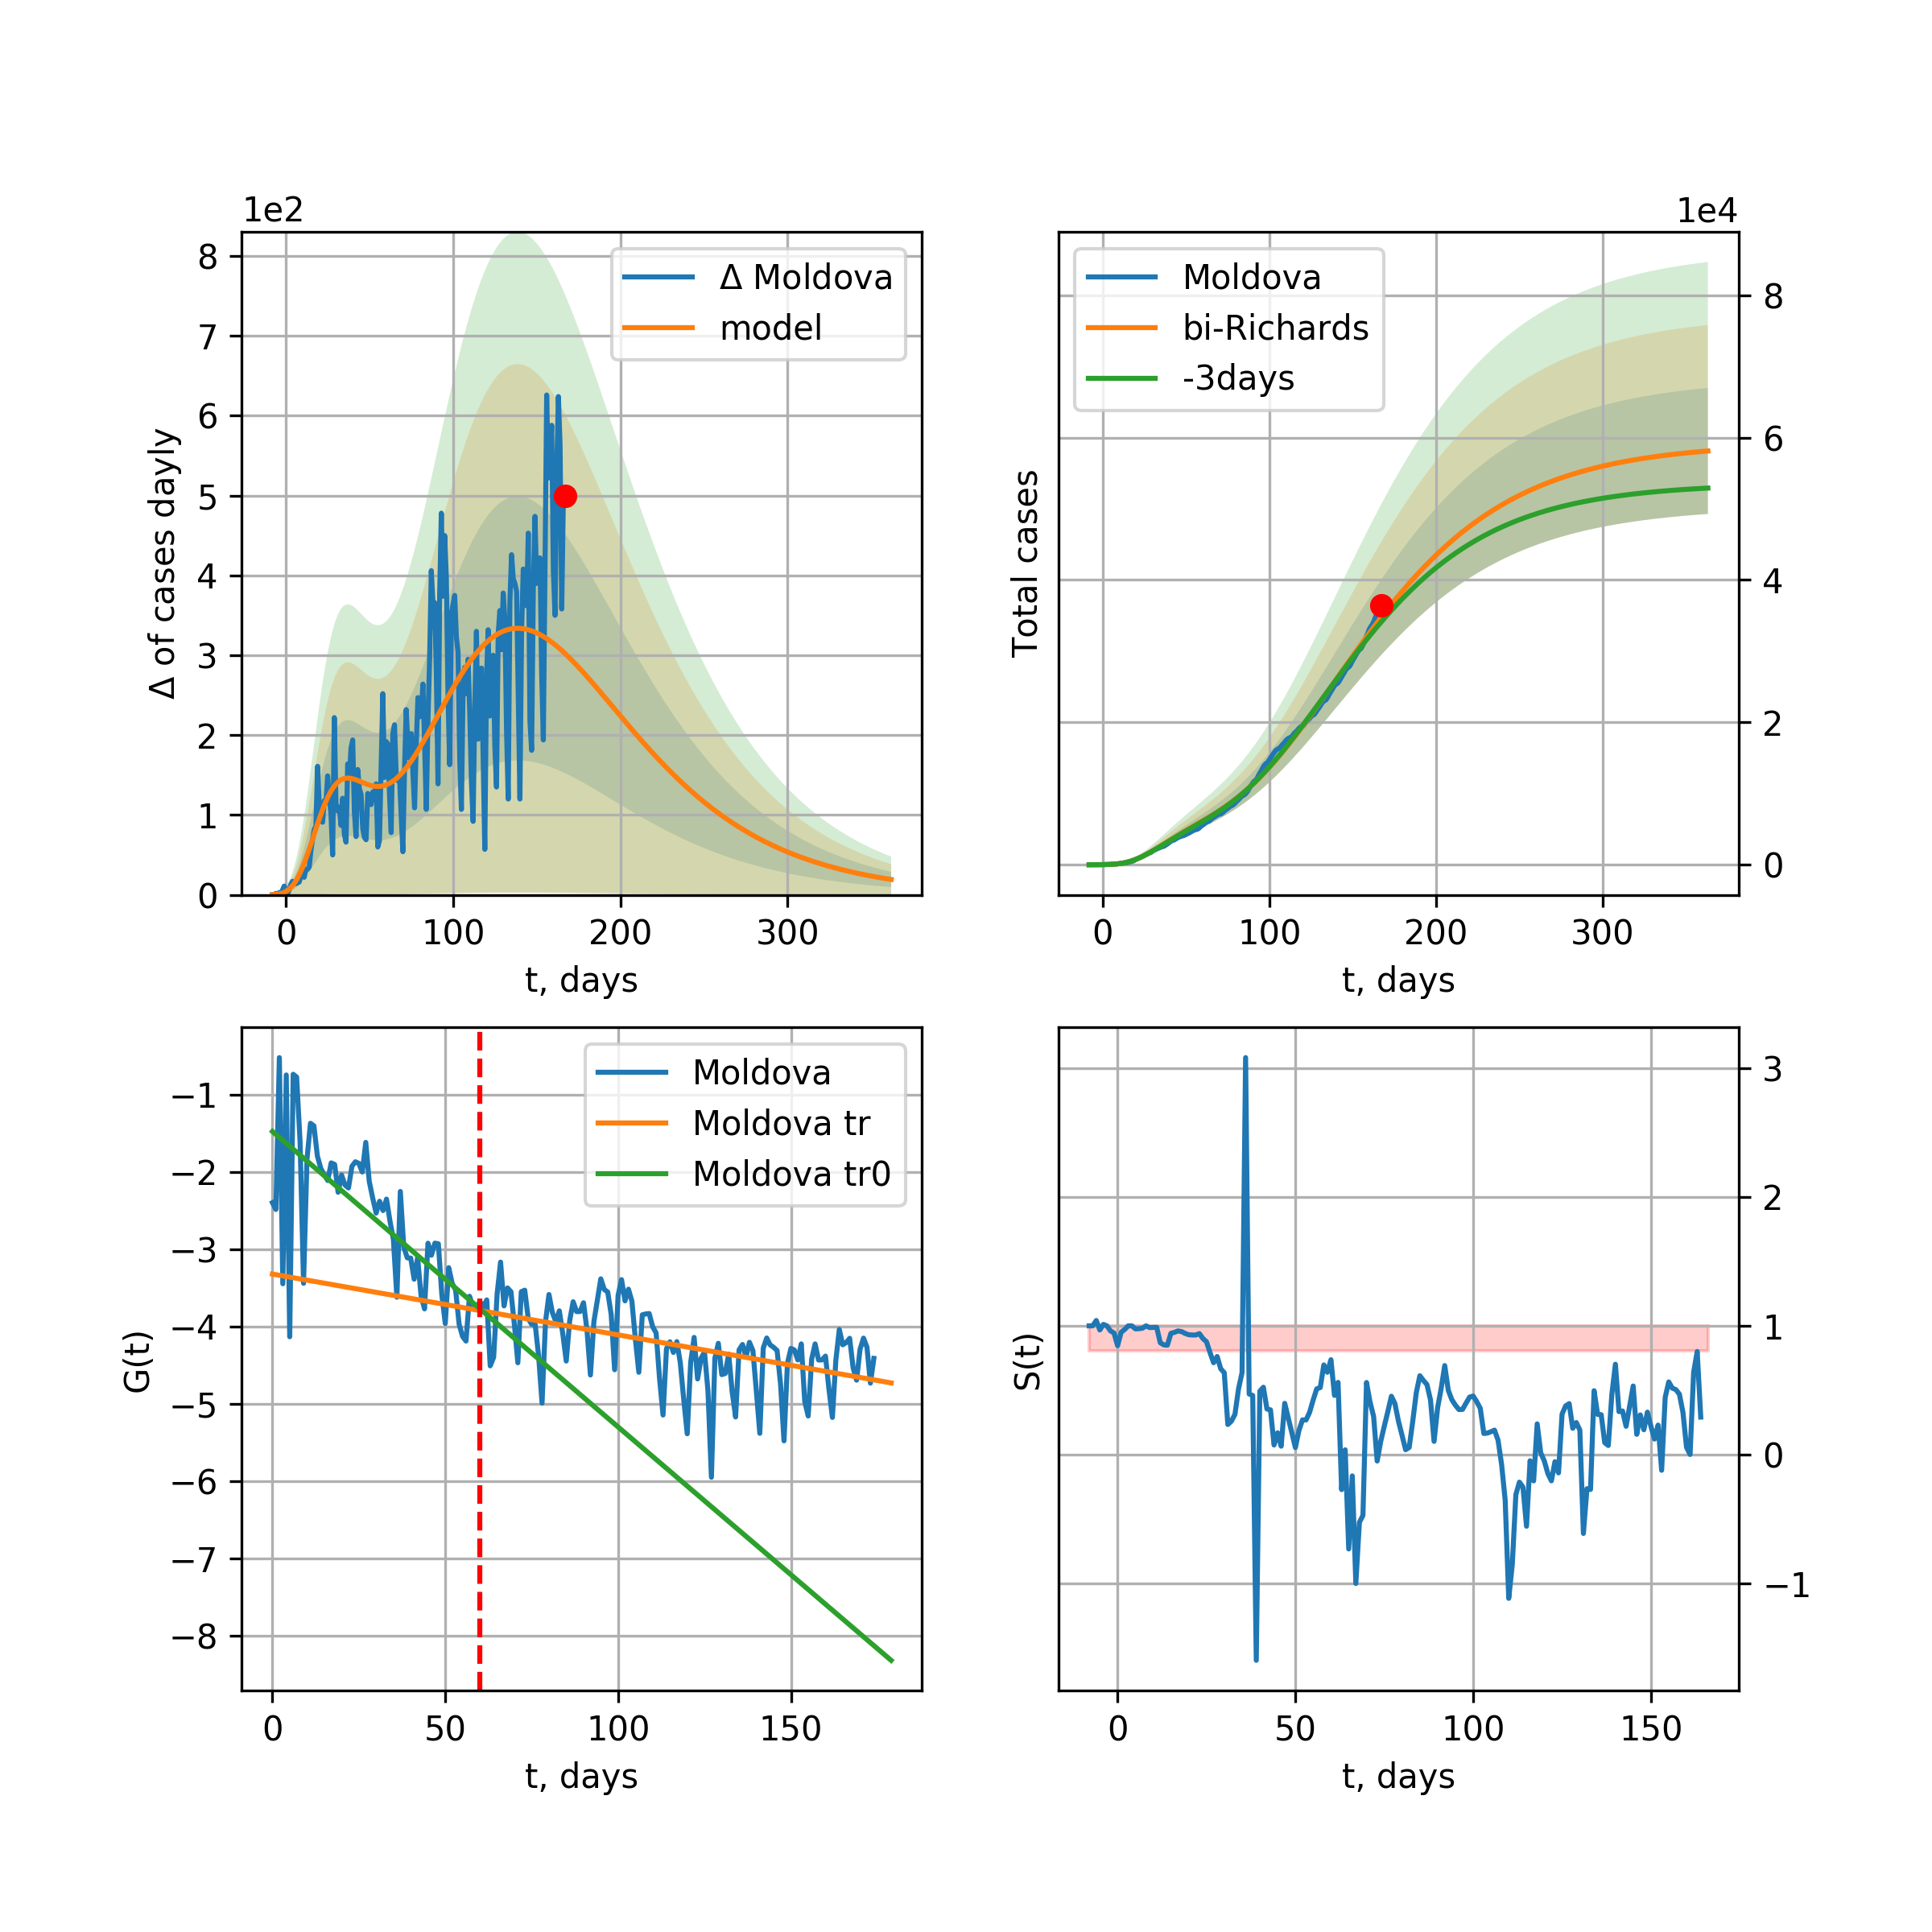 1e2
8
7
6
5
4
3
2
1
0
Δ of cases dayly
Δ Moldova
model
0 100 200 300
t, days
1e4
Moldova
bi-Richards
-3days
Total cases
8
6
4
2
0
0 100 200 300
t, days
−1
−2
−3
−4
−5
−6
−7
−8
G(t)
Moldova
Moldova tr
Moldova tr0
0 50 100 150
t, days
S(t)
3
2
1
0
−1
0 50 100 150
t, days